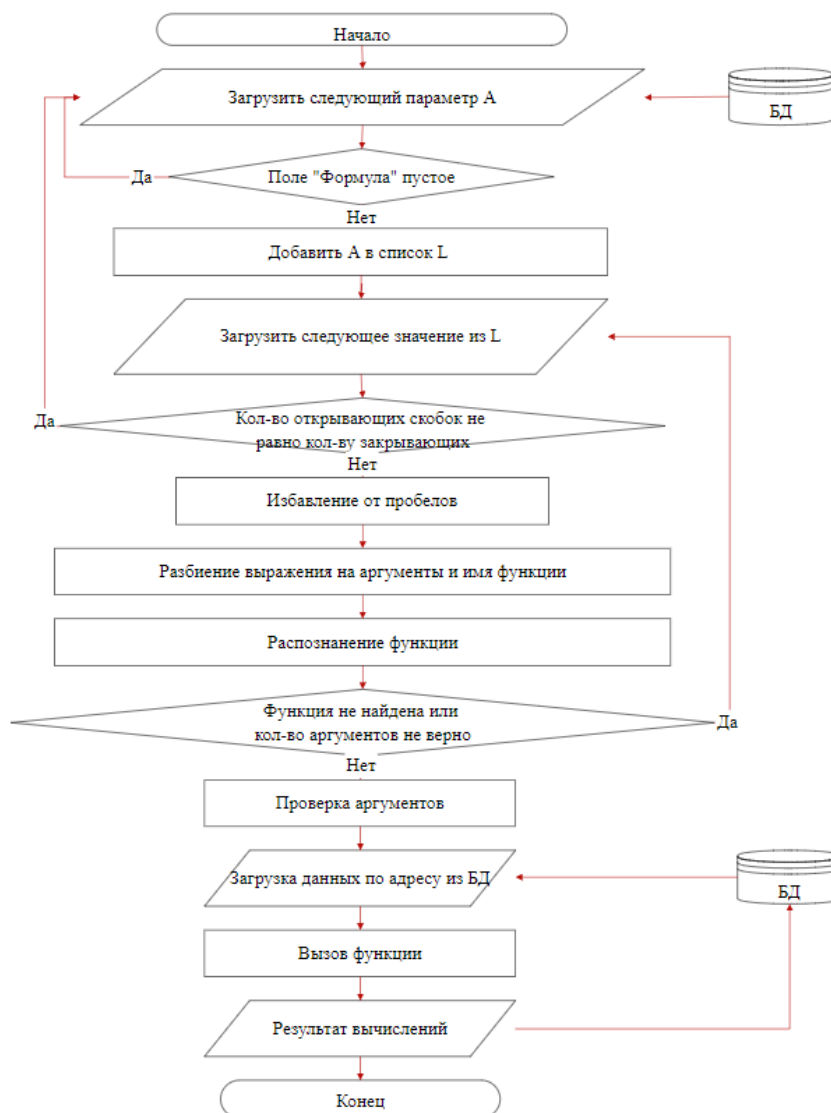 Начало
Загрузить следующий параметр А
БД
Да
Поле "Формула" пустое
Нет
Добавить А в список L
Загрузить следующее значение из L
Да
Кол-во открывающих скобок не
равно кол-ву закрывающих
Нет
Избавление от пробелов
Разбиение выражения на аргументы и имя функции
Распознанение функции
Функция не найдена или
кол-во аргументов не верно
Да
Нет
Проверка аргументов
Загрузка данных по адресу из БД
БД
Вызов функции
Результат вычислений
Конец